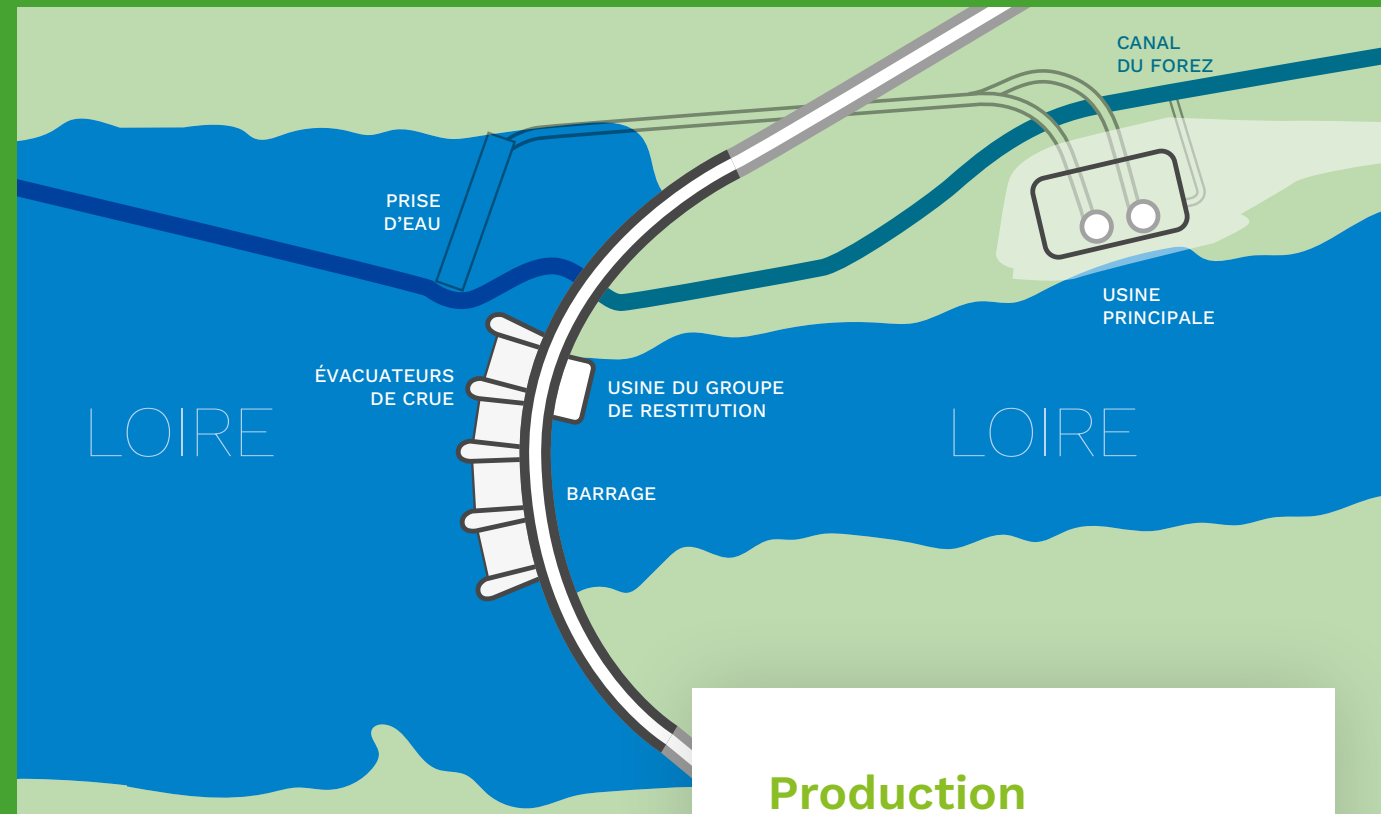 CANAL
DU FOREZ
PRISE
D’EAU
USINE
PRINCIPALE
ÉVACUATEURS
DE CRUE
USINE DU GROUPE
DE RESTITUTION
LOIRE
LOIRE
BARRAGE
Production